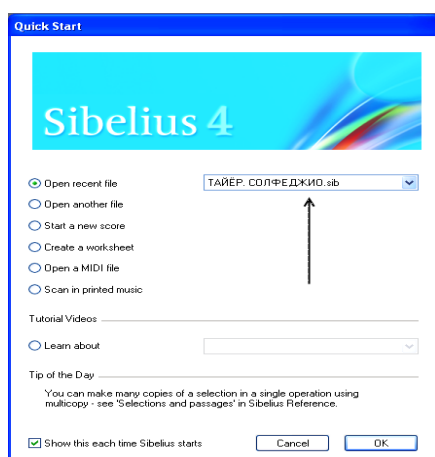 Quick Start
Sibelius 4
Open recent file
ТАЙЁР. СОЛФЕДЖИО.sib
Open another file
Start a new score
Create a worksheet
Open a MIDI file
Scan in printed music
Tutorial Videos
Learn about
Tip of the Day
You can make many copies of a selection in a single operation using
multicopy - see 'Selections and passages' in Sibelius Reference.
Show this each time Sibelius starts
Cancel
OK